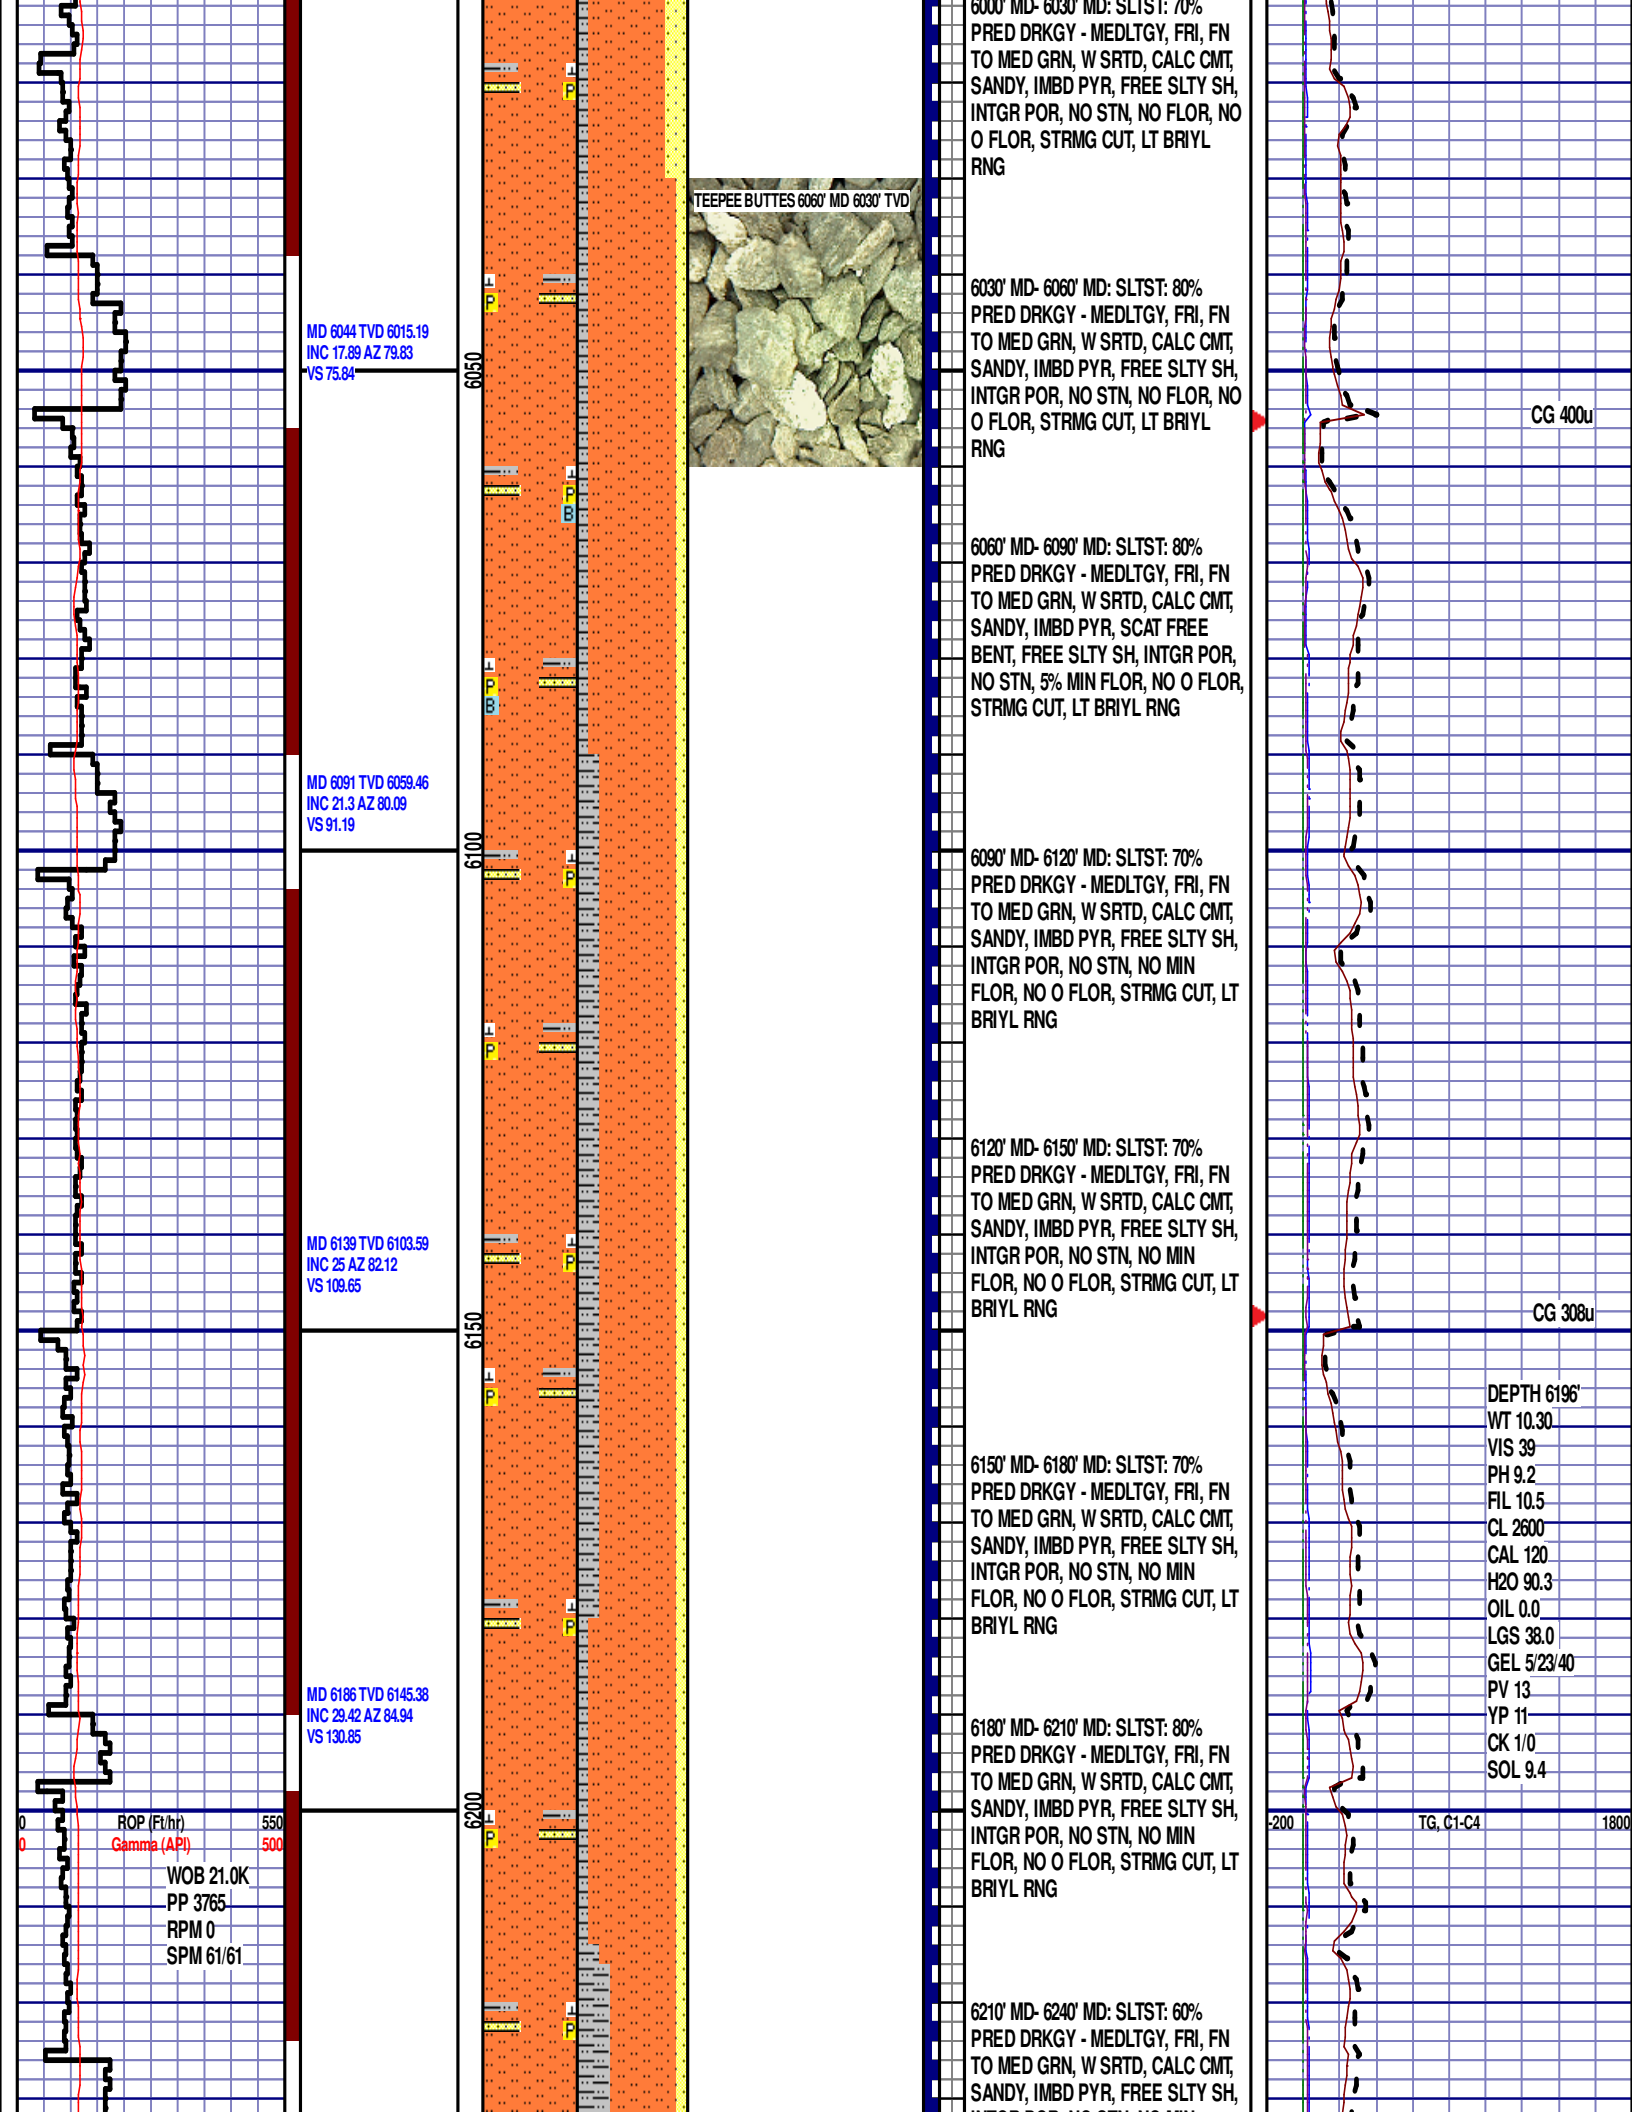 6000' MD- 6030' MD: SLTST: 70%
PRED DRKGY - MEDLTGY, FRI, FN
TO MED GRN, W SRTD, CALC CMT,
SANDY, IMBD PYR, FREE SLTY SH,
INTGR POR, NO STN, NO FLOR, NO
O FLOR, STRMG CUT, LT BRIYL
RNG
TEEPEE BUTTES 6060' MD 6030' TVD
6030' MD- 6060' MD: SLTST: 80%
PRED DRKGY - MEDLTGY, FRI, FN
TO MED GRN, W SRTD, CALC CMT,
SANDY, IMBD PYR, FREE SLTY SH,
INTGR POR, NO STN, NO FLOR, NO
O FLOR, STRMG CUT, LT BRIYL
RNG
MD 6044 TVD 6015.19
INC 17.89 AZ 79.83
VS 75.84
6050
CG 400u
P
P
P
B
6060' MD- 6090' MD: SLTST: 80%
PRED DRKGY - MEDLTGY, FRI, FN
TO MED GRN, W SRTD, CALC CMT,
SANDY, IMBD PYR, SCAT FREE
BENT, FREE SLTY SH, INTGR POR,
NO STN, 5% MIN FLOR, NO O FLOR,
STRMG CUT, LT BRIYL RNG
P
B
MD 6091 TVD 6059.46
INC 21.3 AZ 80.09
VS 91.19
6100
P
6090' MD- 6120' MD: SLTST: 70%
PRED DRKGY - MEDLTGY, FRI, FN
TO MED GRN, W SRTD, CALC CMT,
SANDY, IMBD PYR, FREE SLTY SH,
INTGR POR, NO STN, NO MIN
FLOR, NO O FLOR, STRMG CUT, LT
BRIYL RNG
P
6120' MD- 6150' MD: SLTST: 70%
PRED DRKGY - MEDLTGY, FRI, FN
TO MED GRN, W SRTD, CALC CMT,
SANDY, IMBD PYR, FREE SLTY SH,
INTGR POR, NO STN, NO MIN
FLOR, NO O FLOR, STRMG CUT, LT
BRIYL RNG
MD 6139 TVD 6103.59
INC 25 AZ 82.12
VS 109.65
P
6150
CG 308u
P
DEPTH 6196'
WT 10.30
VIS 39
PH 9.2
FIL 10.5
CL 2600
CAL 120
H2O 90.3
OIL 0.0
LGS 38.0
GEL 5/23/40
PV 13
YP 11
CK 1/0
SOL 9.4
6150' MD- 6180' MD: SLTST: 70%
PRED DRKGY - MEDLTGY, FRI, FN
TO MED GRN, W SRTD, CALC CMT,
SANDY, IMBD PYR, FREE SLTY SH,
INTGR POR, NO STN, NO MIN
FLOR, NO O FLOR, STRMG CUT, LT
BRIYL RNG
P
MD 6186 TVD 6145.38
INC 29.42 AZ 84.94
VS 130.85
6180' MD- 6210' MD: SLTST: 80%
PRED DRKGY - MEDLTGY, FRI, FN
TO MED GRN, W SRTD, CALC CMT,
SANDY, IMBD PYR, FREE SLTY SH,
INTGR POR, NO STN, NO MIN
FLOR, NO O FLOR, STRMG CUT, LT
BRIYL RNG
6200
P
0 ROP (Ft/hr) 550
0 Gamma (API) 500
-200 TG, C1-C4 1800
WOB 21.0K
PP 3765
RPM 0
SPM 61/61
P
6210' MD- 6240' MD: SLTST: 60%
PRED DRKGY - MEDLTGY, FRI, FN
TO MED GRN, W SRTD, CALC CMT,
SANDY, IMBD PYR, FREE SLTY SH,
INTGR POR, NO STN, NO MIN